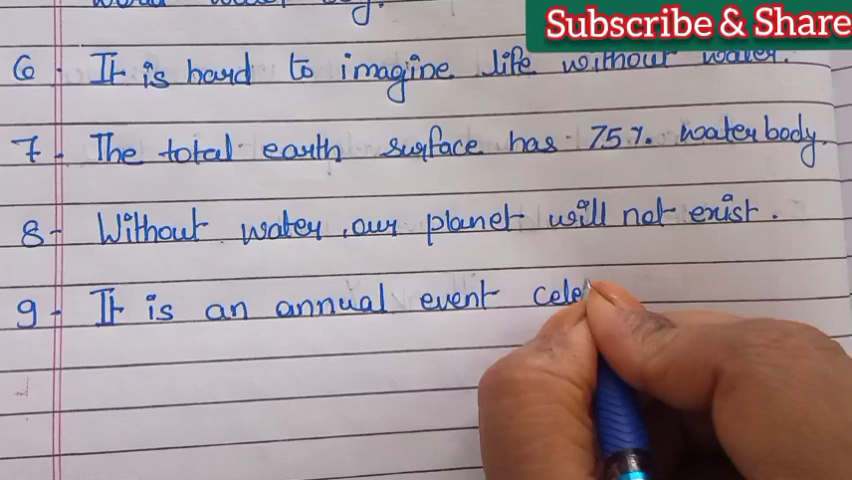 Subscribe & Share
6. It is hard to imagine life without water.
7. The total earth surface has 75% waterbody.
8- Without water, our planet will not exist.
9- It is an annual event cele